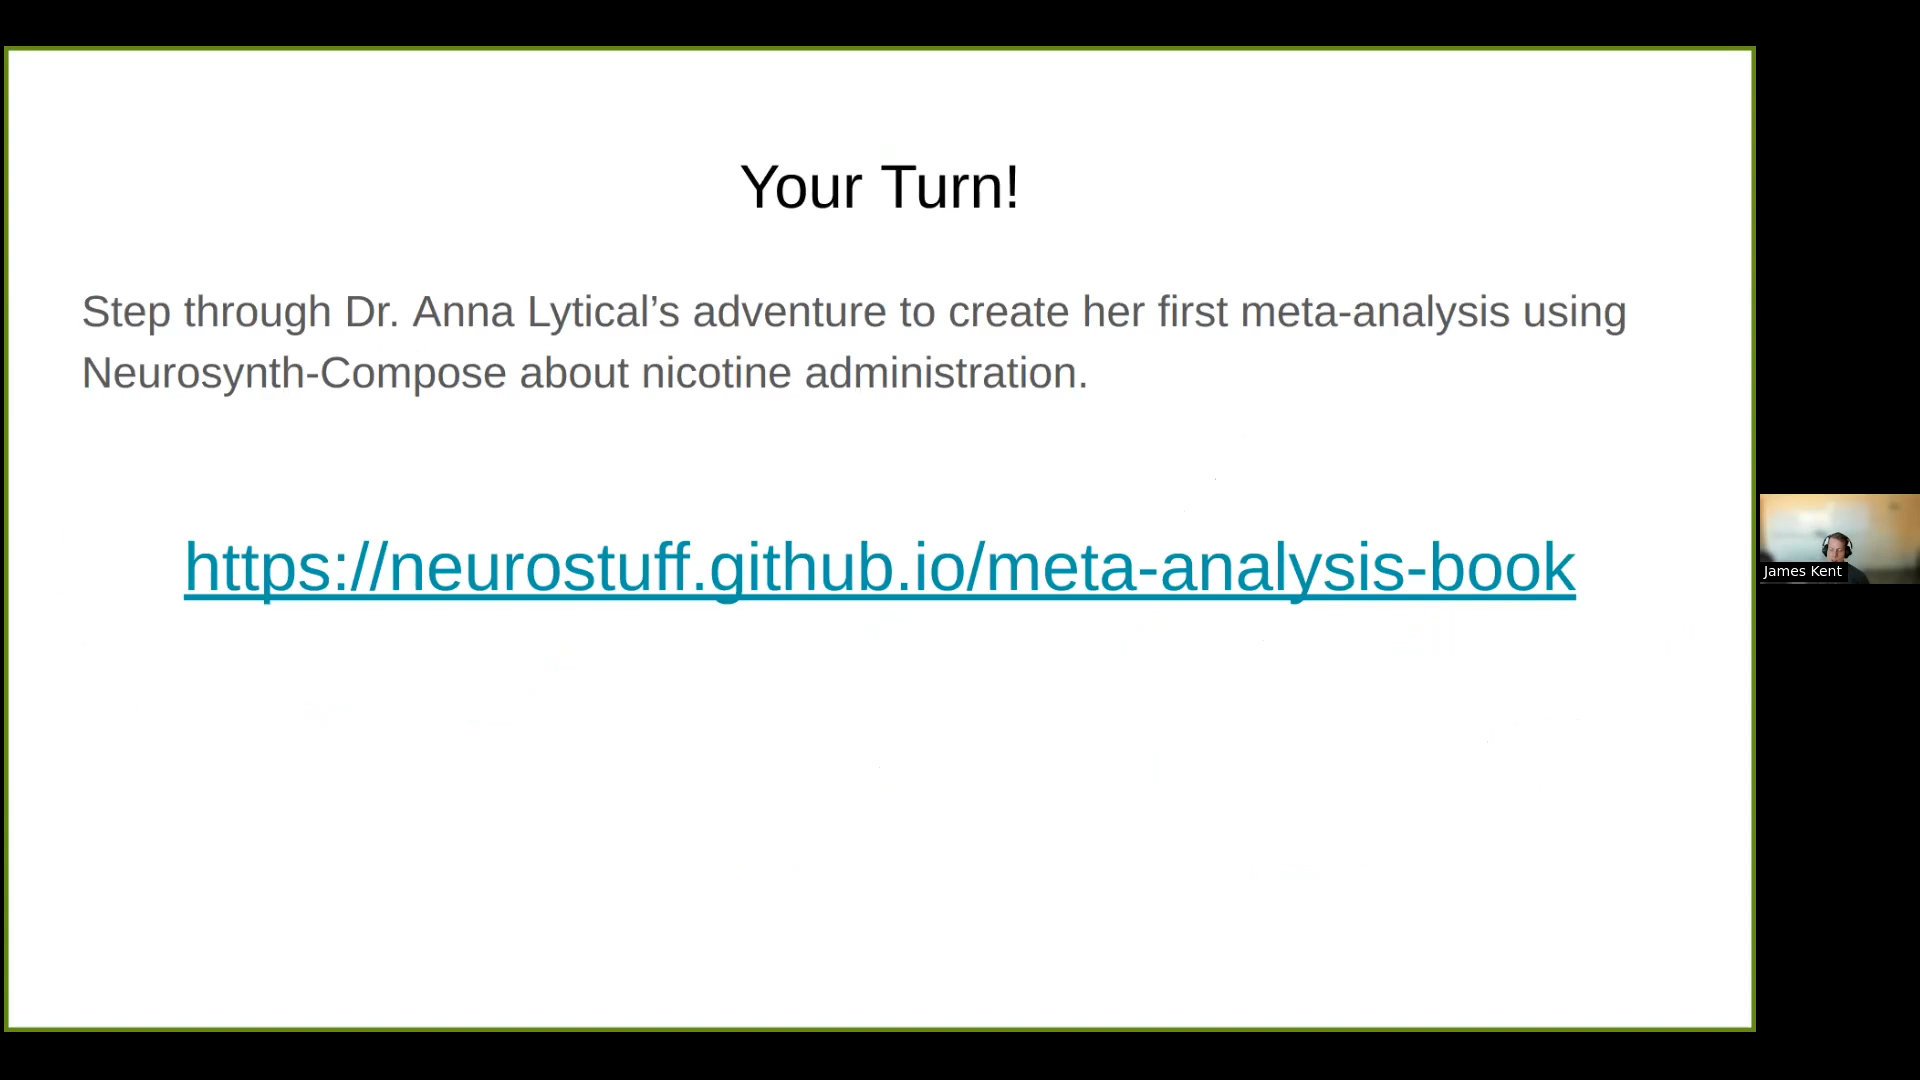 Your Turn!
Step through Dr. Anna Lytical’s adventure to create her first meta-analysis using
Neurosynth-Compose about nicotine administration.
https://neurostuff.github.io/meta-analysis-book
James Kent